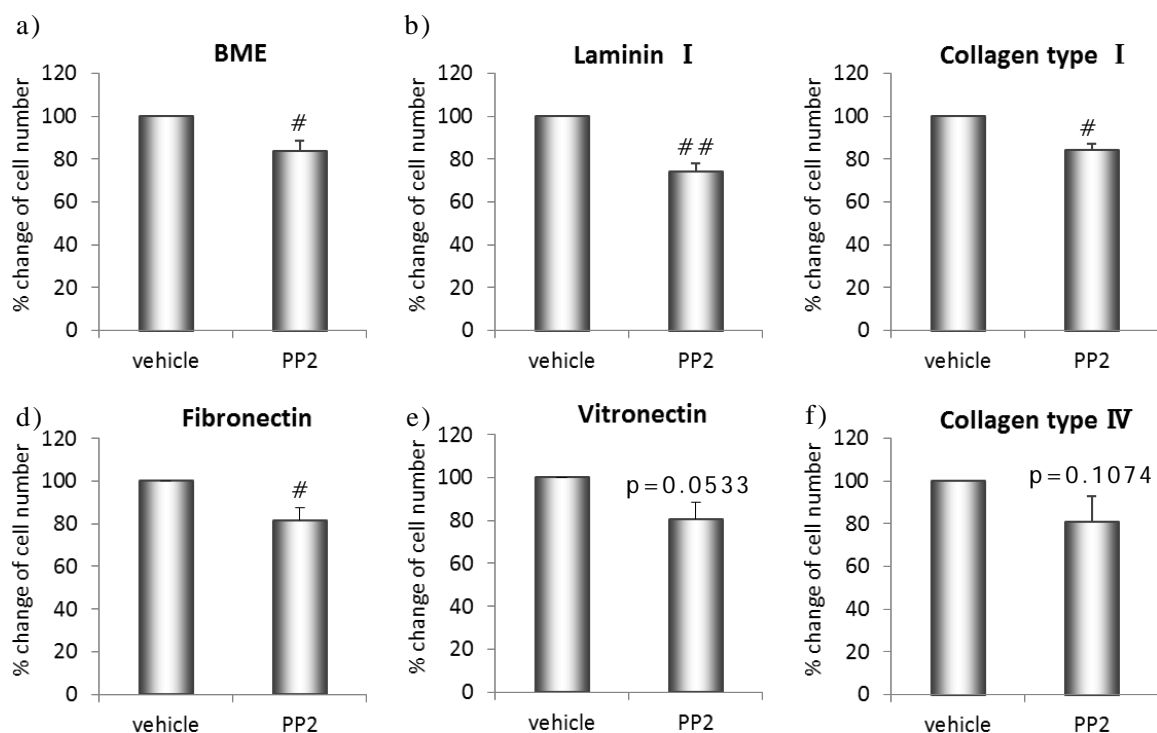 a)
BME
% change of cell number
120
100
80
60
40
20
0
#
vehicle
PP2
b)
Laminin I
% change of cell number
120
100
80
60
40
20
0
##
vehicle
PP2
Collagen type I
% change of cell number
120
100
80
60
40
20
0
#
vehicle
PP2
d)
Fibronectin
% change of cell number
120
100
80
60
40
20
0
#
vehicle
PP2
e)
Vitronectin
% change of cell number
120
100
80
60
40
20
0
p=0.0533
vehicle
PP2
f)
Collagen type IV
% change of cell number
120
100
80
60
40
20
0
p=0.1074
vehicle
PP2